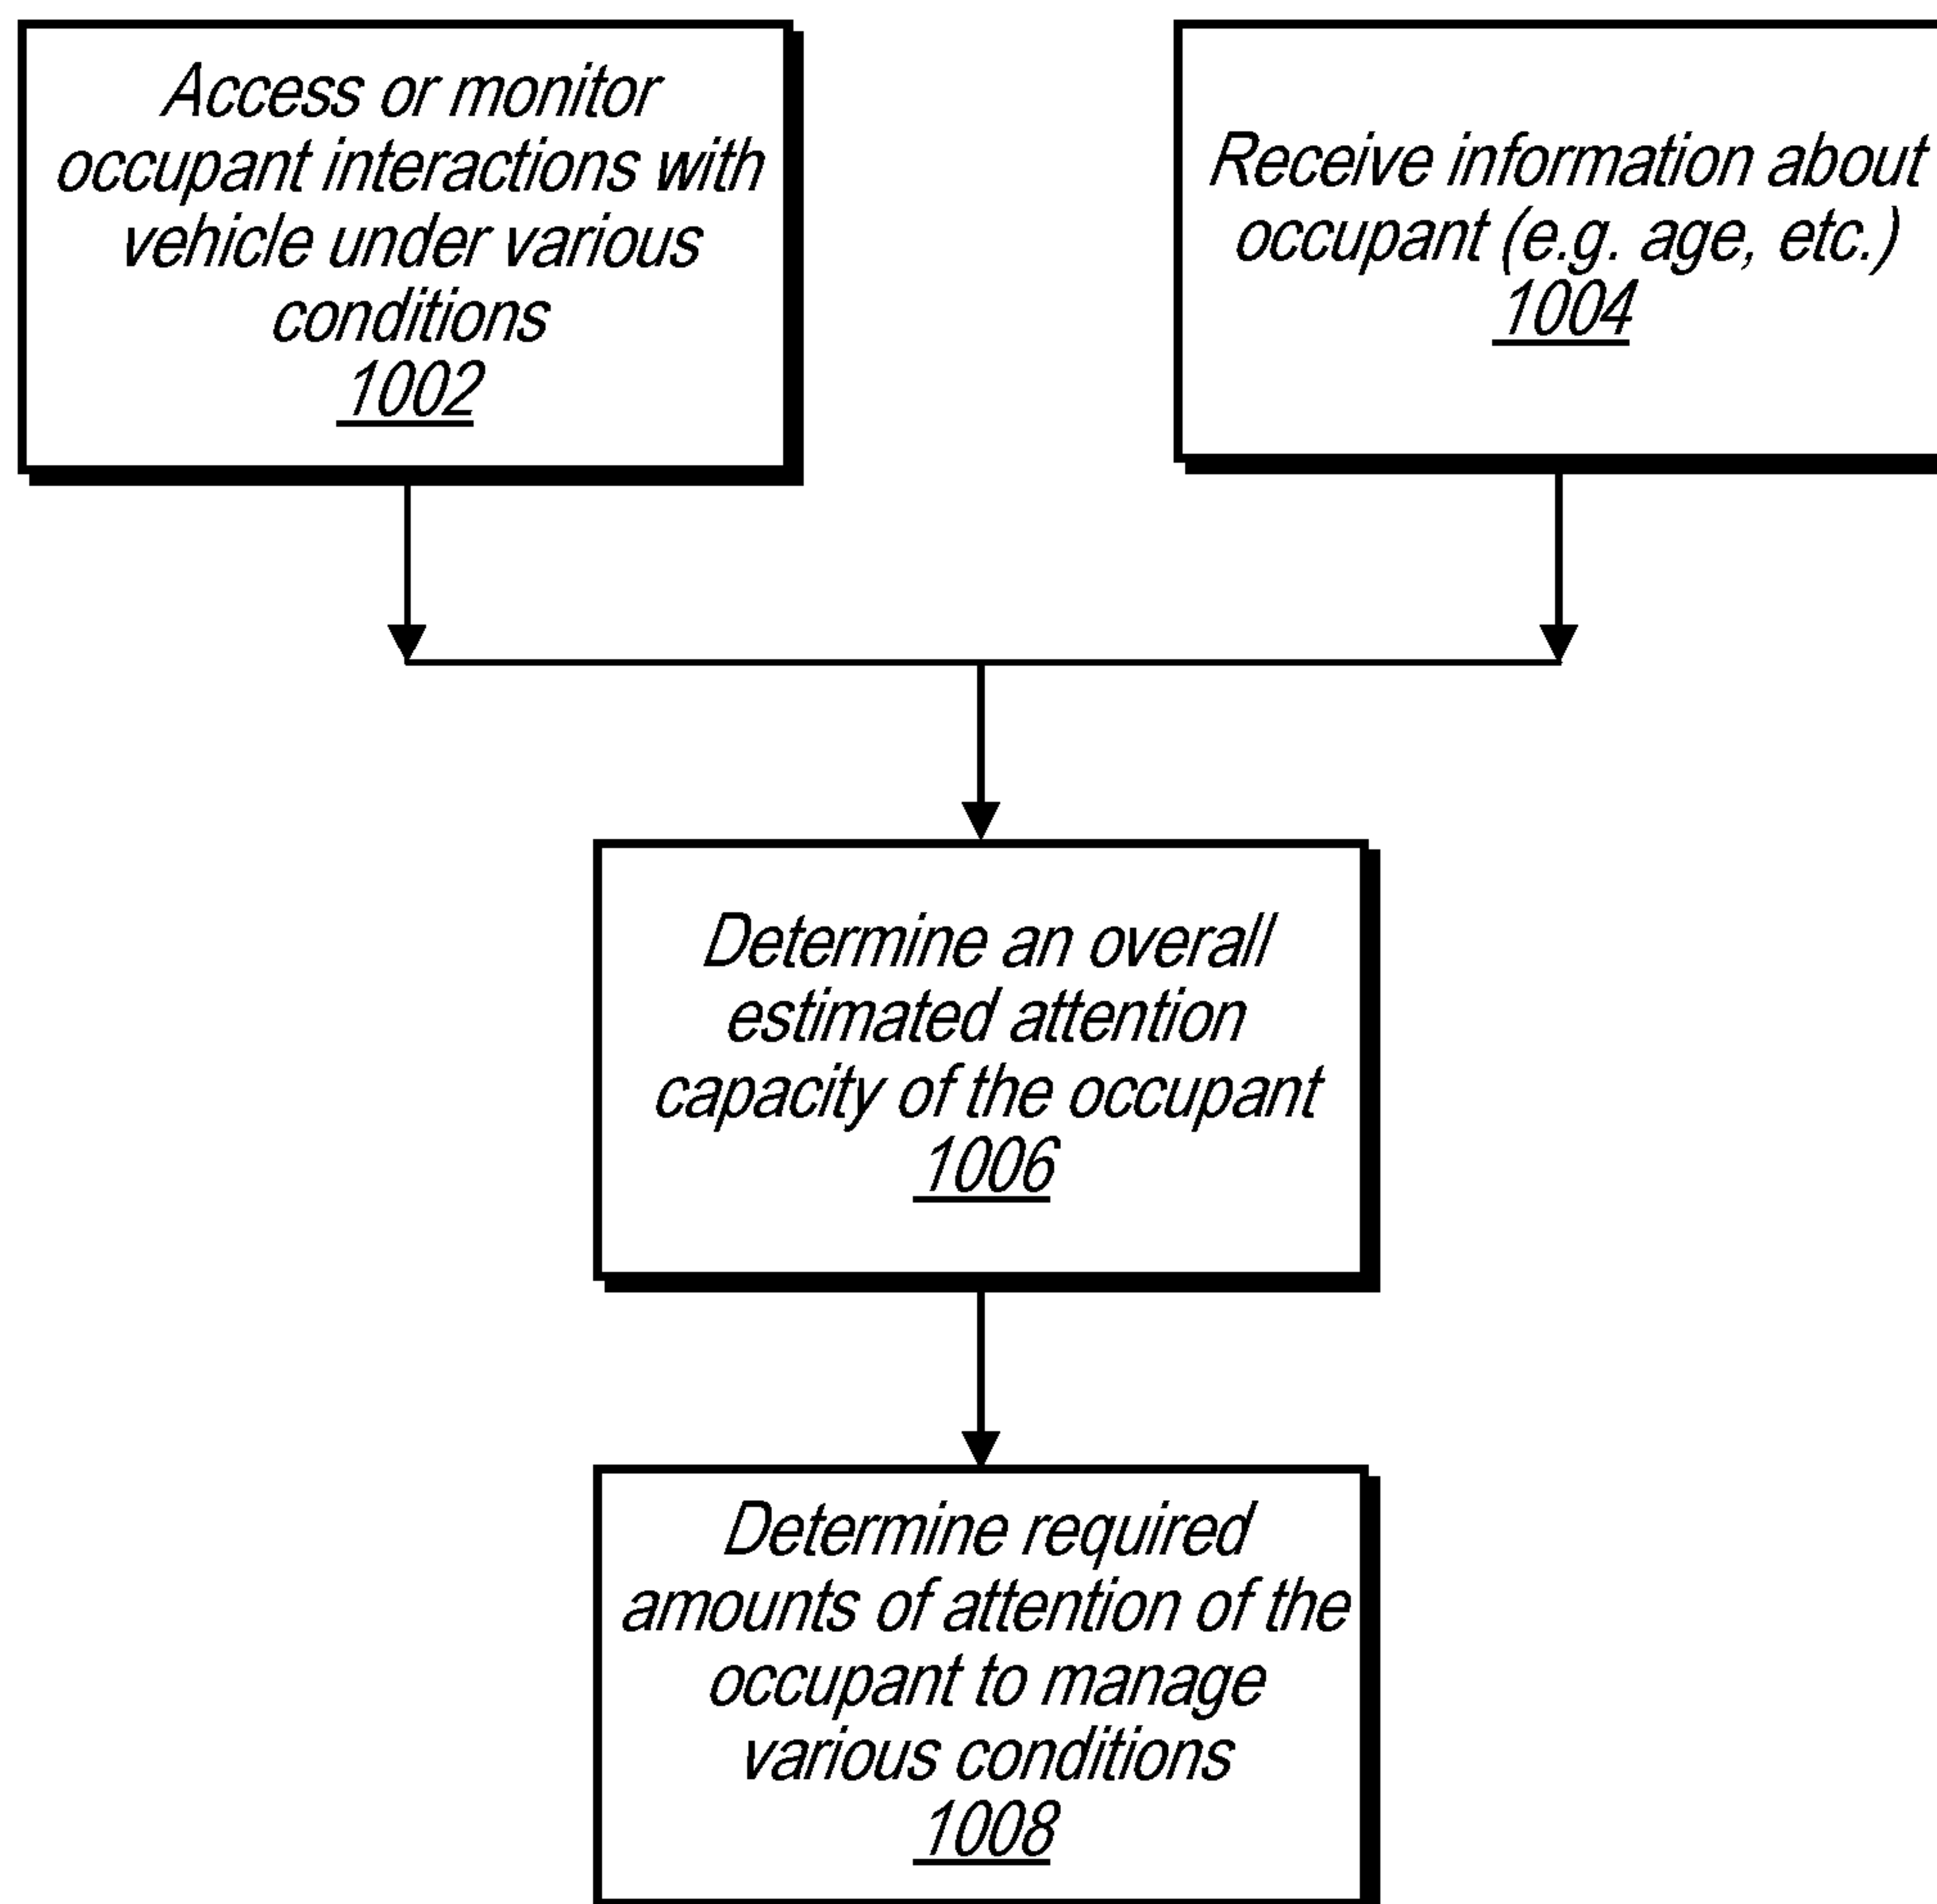 Access or monitor
occupant interactions with
vehicle under various
conditions
1002
Receive information about
occupant (e.g. age, etc.)
1004
Determine an overall
estimated attention
capacity of the occupant
1006
Determine required
amounts of attention of the
occupant to manage
various conditions
1008